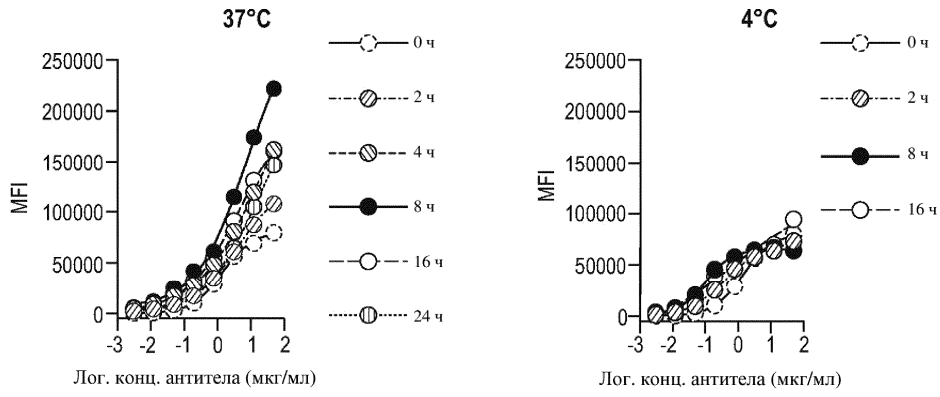 37°C
MFI
250000
200000
150000
100000
50000
0
-3 -2 -1 0 1 2
Лог. конц. антитела (мкг/мл)
0 ч
2 ч
4 ч
8 ч
16 ч
24 ч
4°C
MFI
250000
200000
150000
100000
50000
0
-3 -2 -1 0 1 2
Лог. конц. антитела (мкг/мл)
0 ч
2 ч
8 ч
16 ч